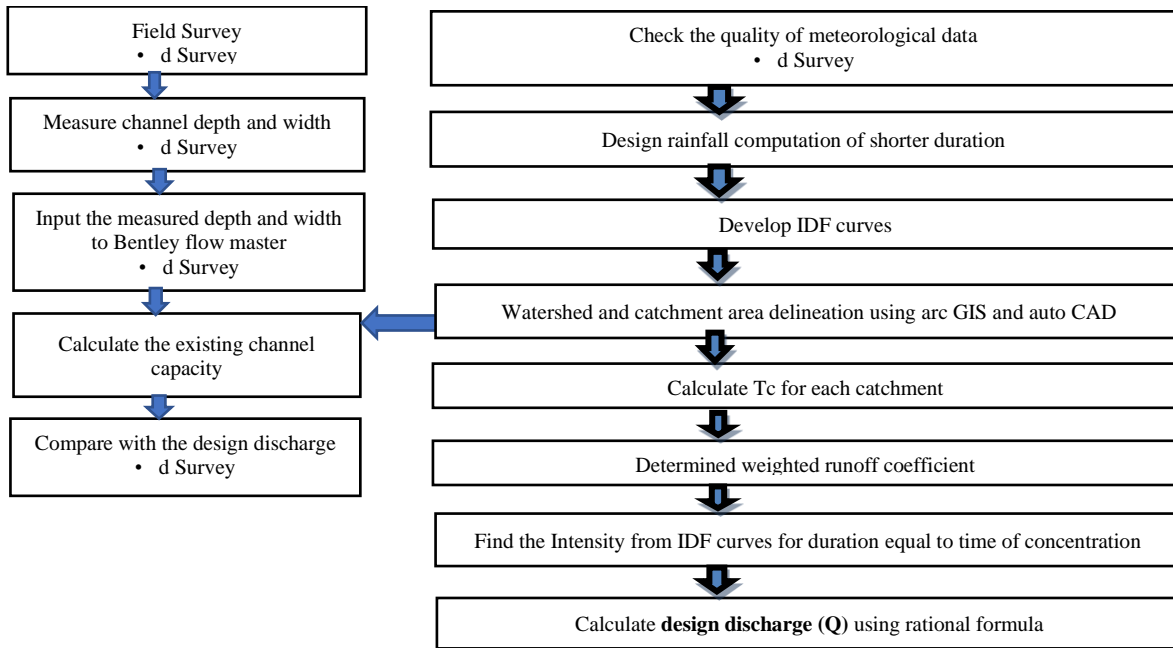 Field Survey
• d Survey
Measure channel depth and width
• d Survey
Input the measured depth and width
to Bentley flow master
• d Survey
Calculate the existing channel
capacity
Compare with the design discharge
• d Survey
Check the quality of meteorological data
• d Survey
Design rainfall computation of shorter duration
Develop IDF curves
Watershed and catchment area delineation using arc GIS and auto CAD
Calculate Tc for each catchment
Determined weighted runoff coefficient
Find the Intensity from IDF curves for duration equal to time of concentration
Calculate design discharge (Q) using rational formula